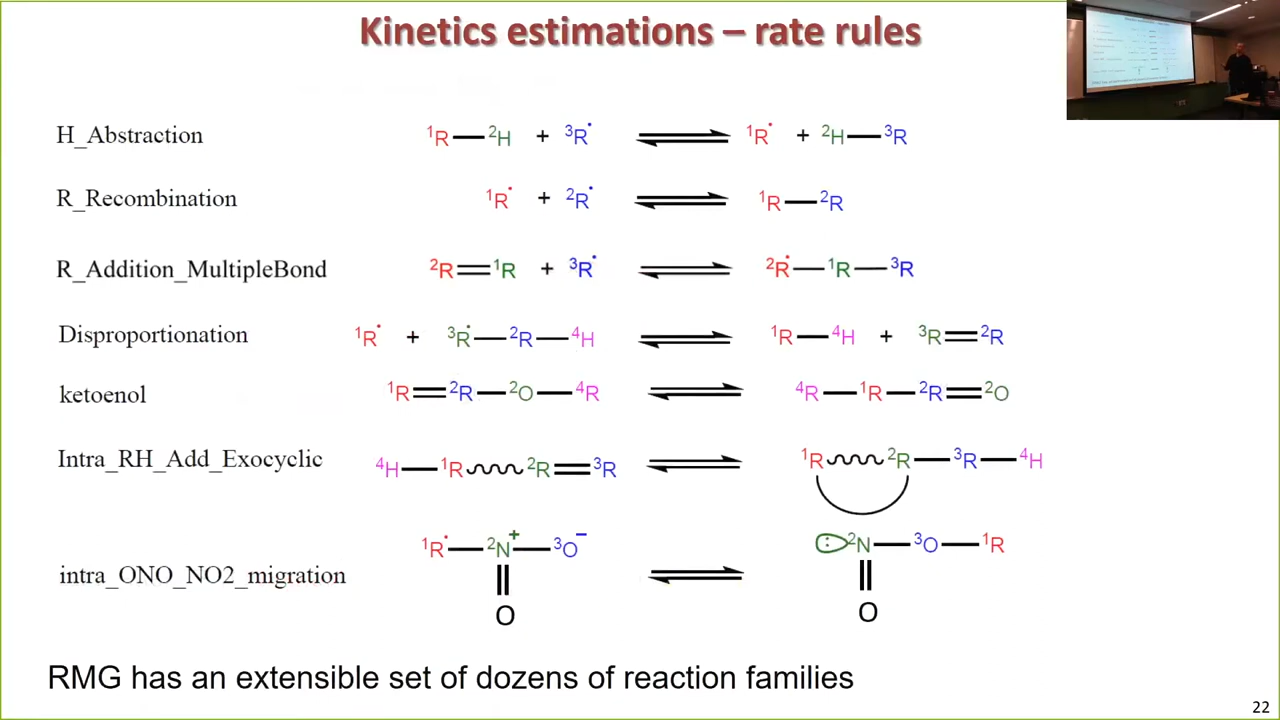 Kinetics estimations – rate rules
H_Abstraction ¹R — ²H + ³R• ⇌ ¹R• + ²H — ³R
R_Recombination ¹R• + ²R• ⇌ ¹R — ²R
R_Addition_MultipleBond ²R = ¹R + ³R• ⇌ ²R• — ¹R — ³R
Disproportionation ¹R• + ³R• — ²R — ⁴H ⇌ ¹R — ⁴H + ³R = ²R
ketoenol ¹R = ²R — ²O — ⁴R ⇌ ⁴R — ¹R — ²R = ²O
Intra_RH_Add_Exocyclic ⁴H — ¹R ²R = ³R ⇌ ¹R ²R — ³R — ⁴H
¹R• — ²N⁺ — ³O⁻ : ²N — ³O — ¹R
intra_ONO_NO2_migration ⇌
O O
RMG has an extensible set of dozens of reaction families
22